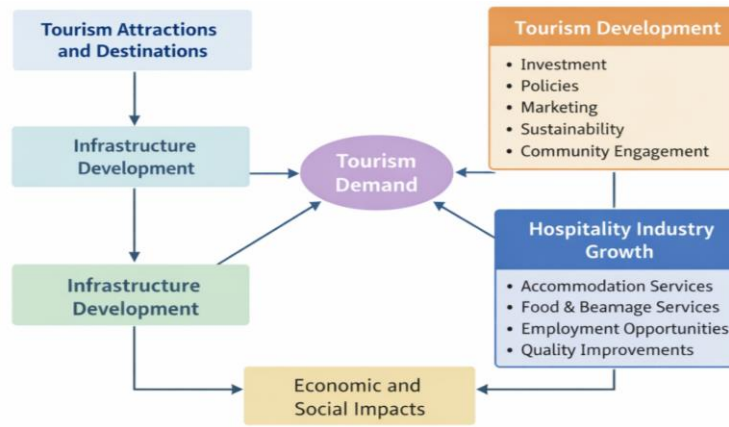 Tourism Attractions
and Destinations
Infrastructure
Development
Infrastructure
Development
Tourism
Demand
Tourism Development
• Investment
• Policies
• Marketing
• Sustainability
• Community Engagement
Hospitality Industry
Growth
• Accommodation Services
• Food & Beamage Services
• Employment Opportunities
• Quality Improvements
Economic and
Social Impacts